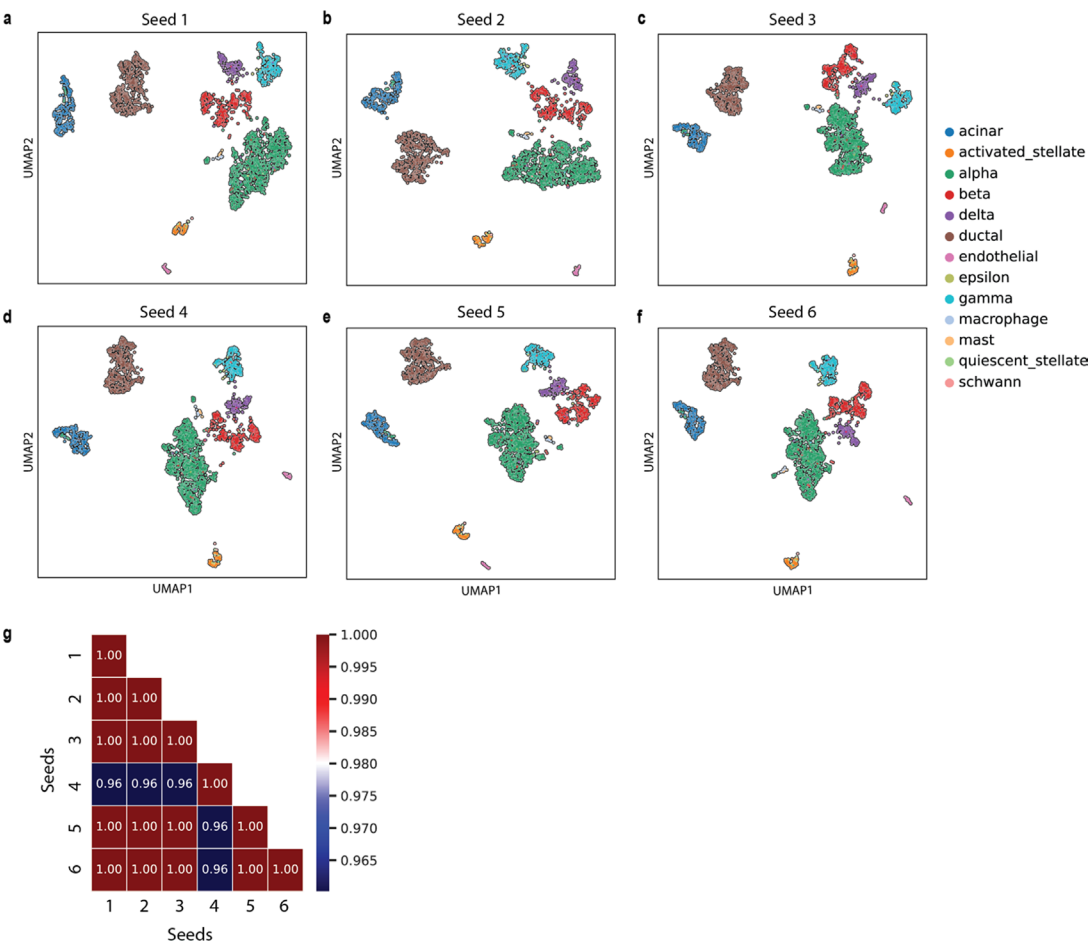 a
Seed 1
b
Seed 2
c
Seed 3
UMAP2
UMAP2
UMAP2
acinar
activated_stellate
alpha
beta
delta
ductal
endothelial
epsilon
gamma
macrophage
mast
quiescent_stellate
schwann
d
Seed 4
e
Seed 5
f
Seed 6
UMAP2
UMAP2
UMAP2
UMAP1
UMAP1
UMAP1
g
Seeds
1 1.00
2 1.00 1.00
3 1.00 1.00 1.00
4 0.96 0.96 0.96 1.00
5 1.00 1.00 1.00 0.96 1.00
6 1.00 1.00 1.00 0.96 1.00 1.00
1 2 3 4 5 6
Seeds
1.000
0.995
0.990
0.985
0.980
0.975
0.970
0.965